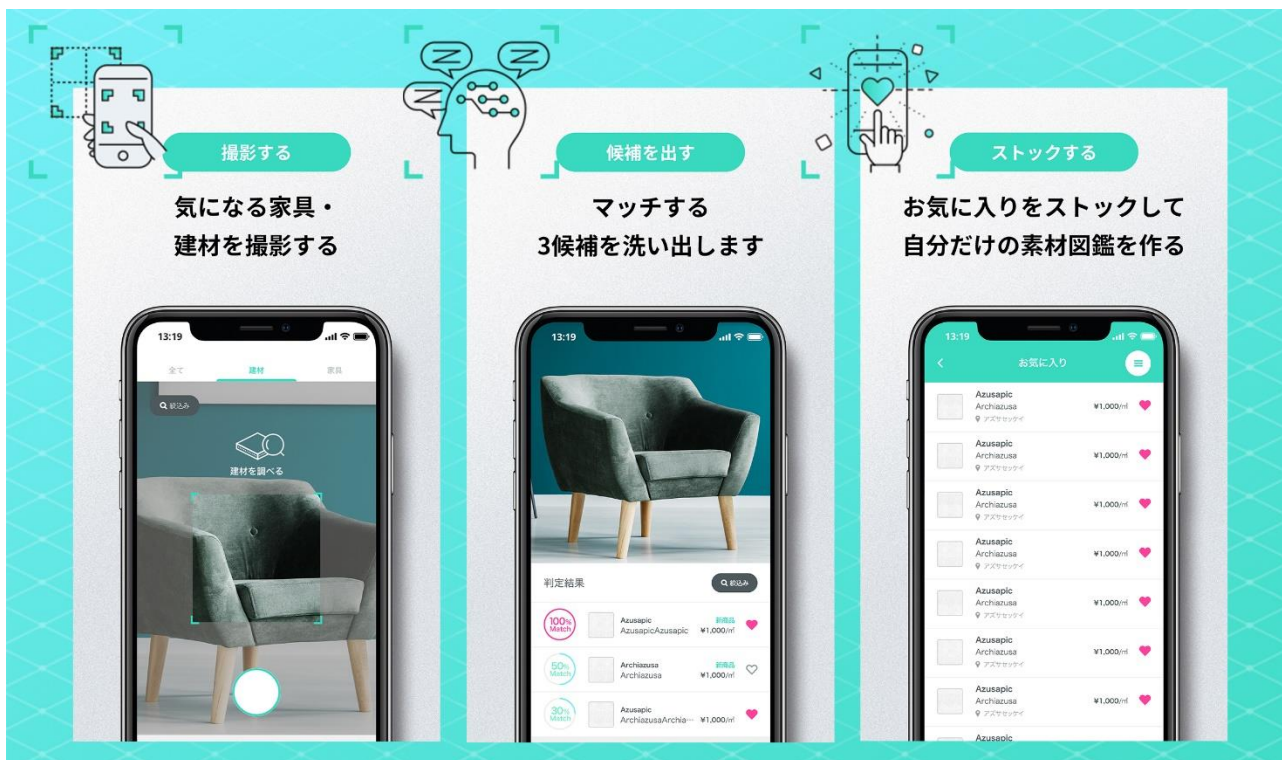 撮影する
気になる家具・
建材を撮影する
13:19
全て
建材
家具
絞込み
建材を調べる
候補を出す
マッチする
3候補を洗い出します
13:19
判定結果
絞込み
100%
Match
Azusapic
新商品
AzusapicAzusapic
¥1,000/㎡
50%
Match
Archiazusa
新商品
Archiazusa
¥1,000/㎡
30%
Match
Azusapic
ArchiazusaArchia…
¥1,000/㎡
ストックする
お気に入りをストックして
自分だけの素材図鑑を作る
13:19
お気に入り
Azusapic
Archiazusa
¥1,000/㎡
アズサセッケイ
Azusapic
Archiazusa
¥1,000/㎡
アズサセッケイ
Azusapic
Archiazusa
¥1,000/㎡
アズサセッケイ
Azusapic
Archiazusa
¥1,000/㎡
アズサセッケイ
Azusapic
Archiazusa
¥1,000/㎡
アズサセッケイ
Azusapic
Archiazusa
¥1,000/㎡
アズサセッケイ
Azusapic
Archiazusa
¥1,000/㎡
アズサセッケイ
Azusapic